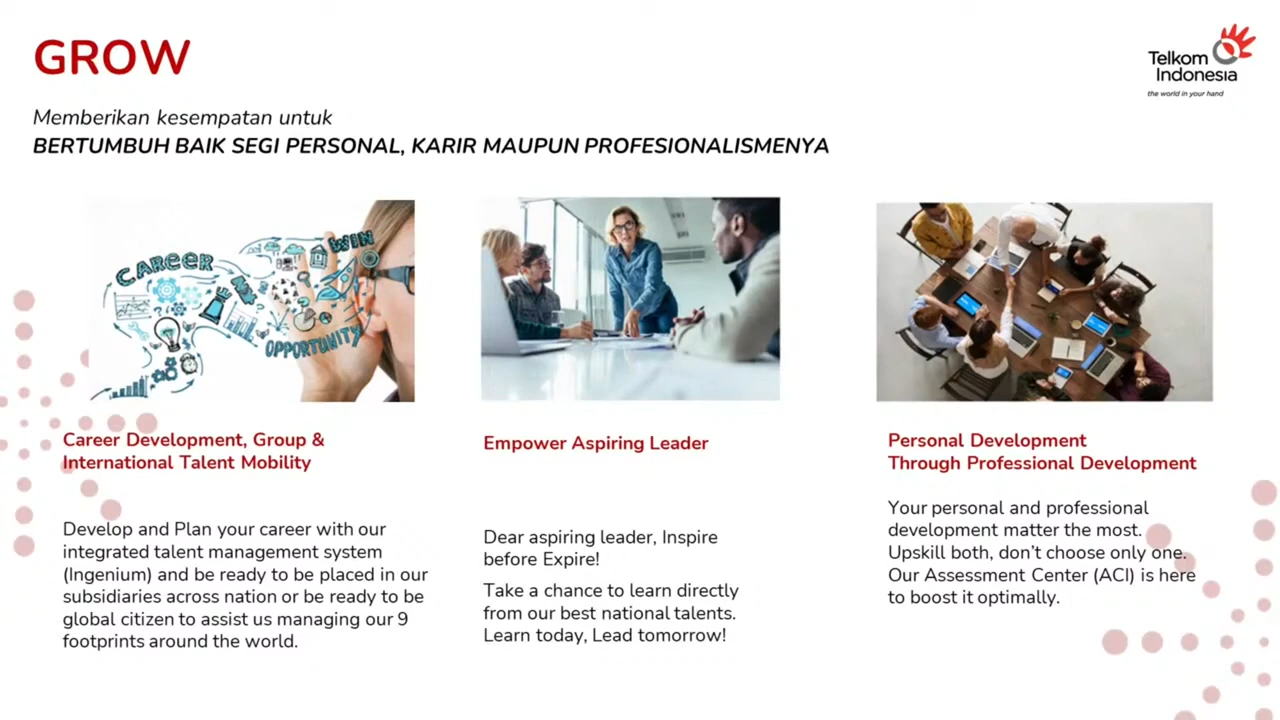 GROW
Telkom
Indonesia
the world in your hand
Memberikan kesempatan untuk
BERTUMBUH BAIK SEGI PERSONAL, KARIR MAUPUN PROFESIONALISMENYA
CAREER
WIN
OPPORTUNITY
Career Development, Group &
International Talent Mobility
Develop and Plan your career with our
integrated talent management system
(Ingenium) and be ready to be placed in our
subsidiaries across nation or be ready to be
global citizen to assist us managing our 9
footprints around the world.
Empower Aspiring Leader
Dear aspiring leader, Inspire
before Expire!
Take a chance to learn directly
from our best national talents.
Learn today, Lead tomorrow!
Personal Development
Through Professional Development
Your personal and professional
development matter the most.
Upskill both, don't choose only one.
Our Assessment Center (ACI) is here
to boost it optimally.